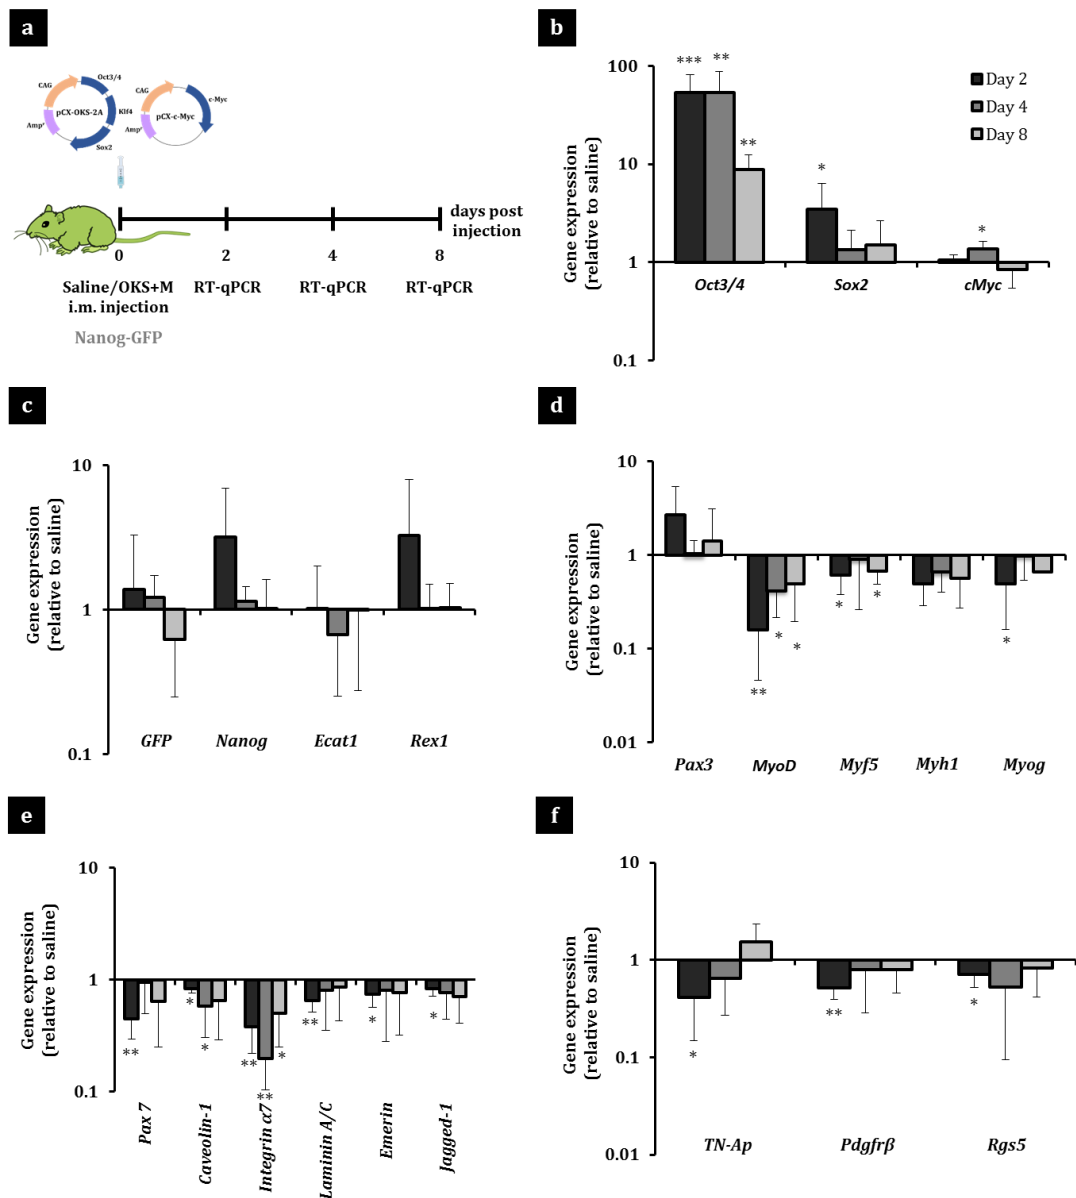 a
Oct3/4
CAG
pCX-OKS-2A
Klf4
Ampʳ
Sox2
CAG
c-Myc
pCX-c-Myc
Ampʳ
days post
injection
0
2
4
8
Saline/OKS+M
i.m. injection
RT-qPCR
RT-qPCR
RT-qPCR
Nanog-GFP
b
Gene expression
(relative to saline)
100
10
1
0.1
***
**
**
*
*
Day 2
Day 4
Day 8
Oct3/4
Sox2
cMyc
c
Gene expression
(relative to saline)
10
1
0.1
GFP
Nanog
Ecat1
Rex1
d
Gene expression
(relative to saline)
10
1
0.1
0.01
**
*
*
*
*
*
Pax3
MyoD
Myf5
Myh1
Myog
e
Gene expression
(relative to saline)
10
1
0.1
**
*
*
**
**
*
**
*
*
Pax 7
Caveolin-1
Integrin α7
Laminin A/C
Emerin
Jagged-1
f
Gene expression
(relative to saline)
10
1
0.1
0.01
*
**
*
TN-Ap
Pdgfrβ
Rgs5